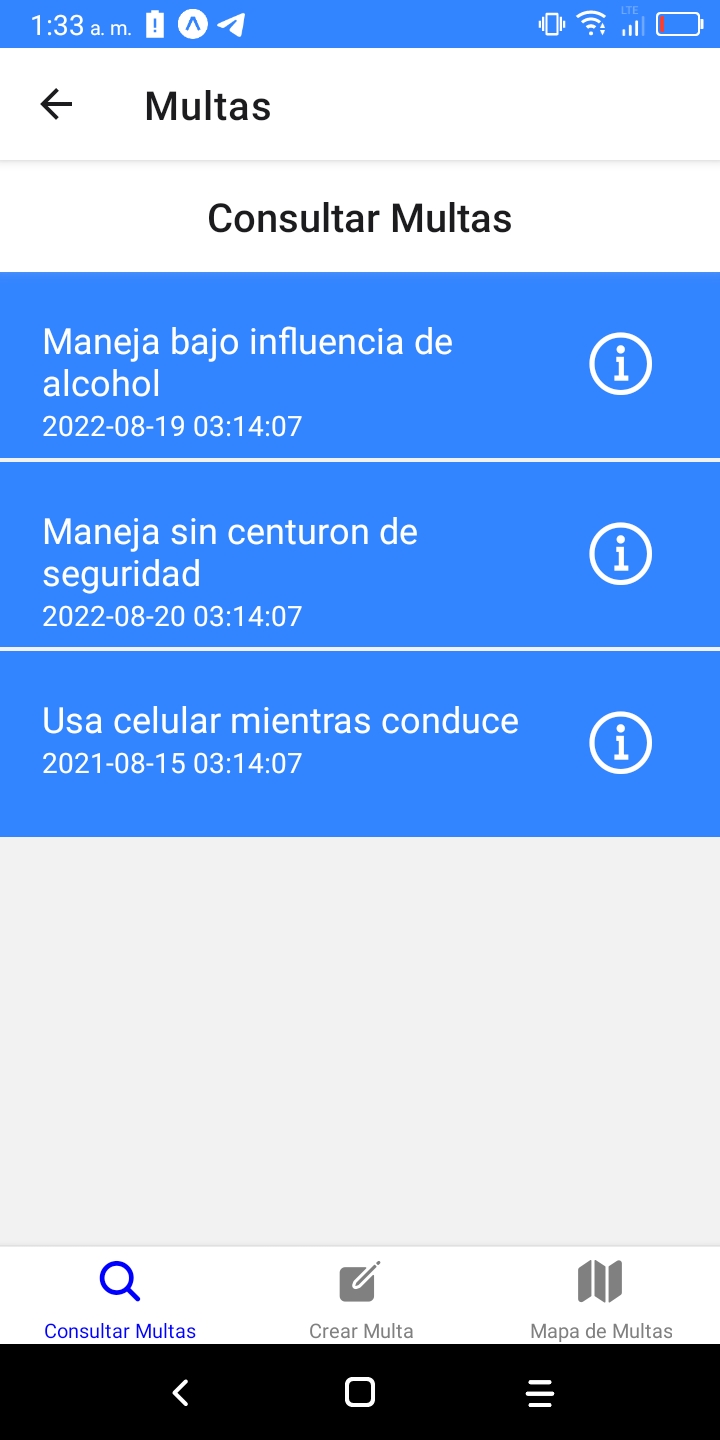 1:33 a. m.
LTE
Multas
Consultar Multas
Maneja bajo influencia de
alcohol
2022-08-19 03:14:07
Maneja sin centuron de
seguridad
2022-08-20 03:14:07
Usa celular mientras conduce
2021-08-15 03:14:07
Consultar Multas
Crear Multa
Mapa de Multas